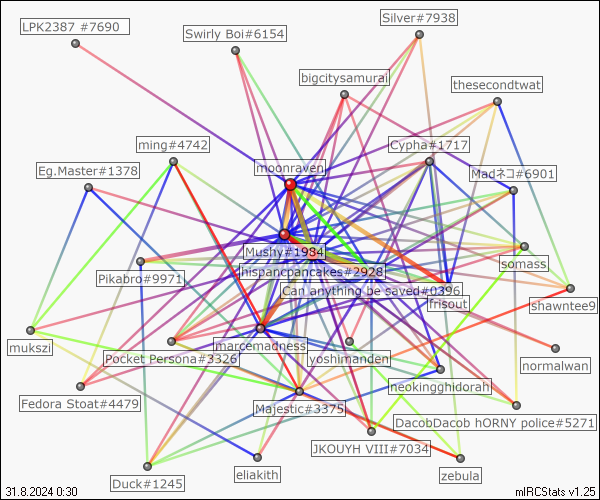 LPK2387 #7690
Silver#7938
Swirly Boi#6154
bigcitysamurai
thesecondtwat
ming#4742
Cypha#1717
Eg.Master#1378
moonraven
Madネコ#6901
Mushy#1984
somass
Pikabro#9971
hispancpancakes#2928
Can anything be saved#0396
frisout
shawntee9
mukszi
marcemadness
Pocket Persona#3326
yoshimanden
normalwan
neokingghidorah
Fedora Stoat#4479
Majestic#3375
DacobDacob hORNY police#5271
JKOUYH VIII#7034
Duck#1245
eliakith
zebula
31.8.2024 0:30
mIRCStats v1.25